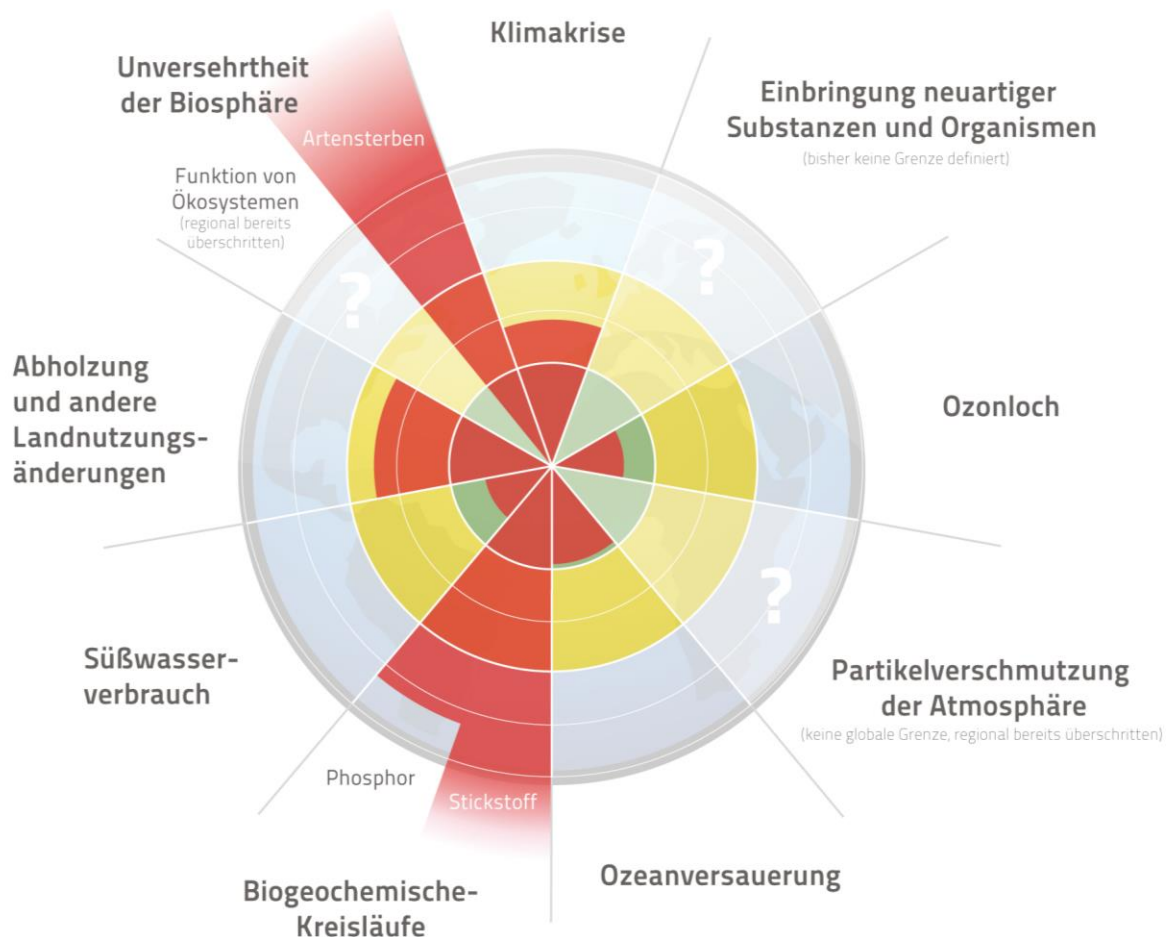 Klimakrise
Unversehrtheit
der Biosphäre
Artensterben
Funktion von
Ökosystemen
(regional bereits
überschritten)
?
Einbringung neuartiger
Substanzen und Organismen
(bisher keine Grenze definiert)
?
Ozonloch
Abholzung
und andere
Landnutzungs-
änderungen
?
Partikelverschmutzung
der Atmosphäre
(keine globale Grenze, regional bereits überschritten)
Süßwasser-
verbrauch
Phosphor
Stickstoff
Ozeanversauerung
Biogeochemische-
Kreisläufe